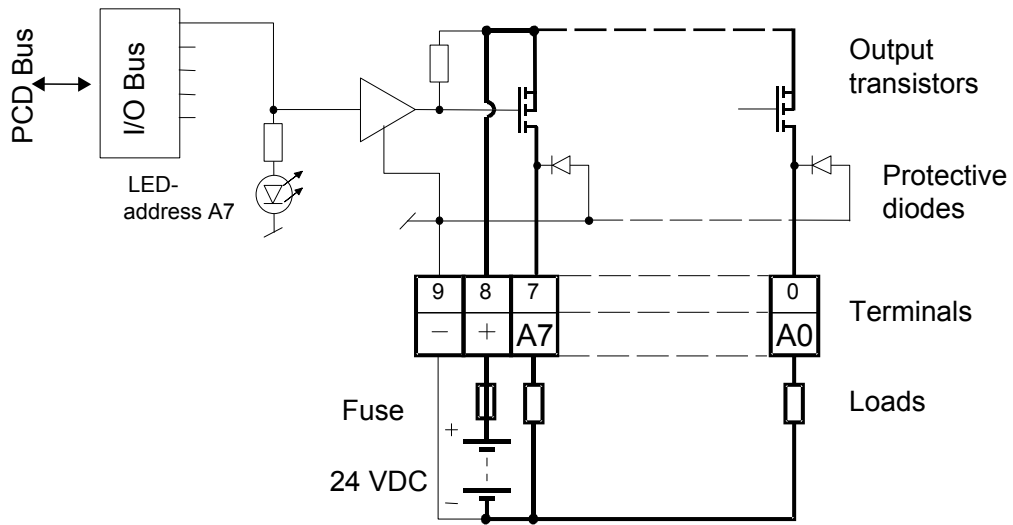 PCD Bus
I/O Bus
LED-
address A7
Output
transistors
Protective
diodes
9 8 7 0
− + A7 A0
Terminals
Fuse
Loads
+
24 VDC
−